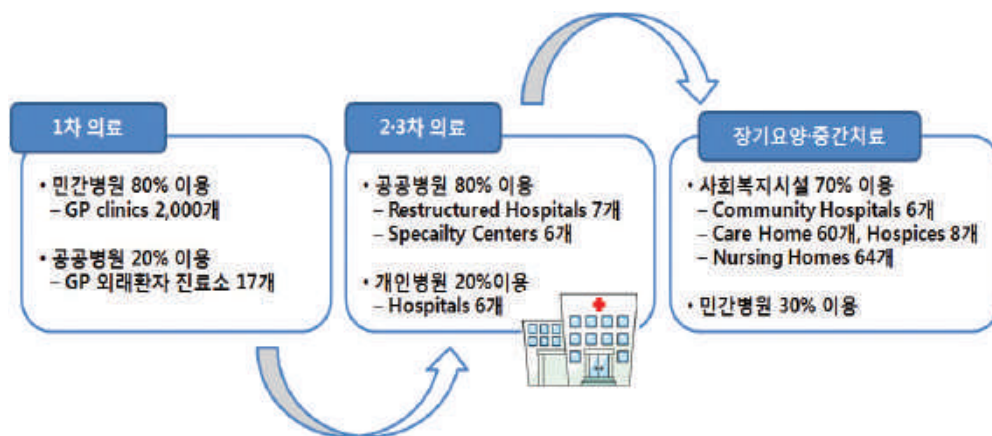 1차 의료
• 민간병원 80% 이용
– GP clinics 2,000개
• 공공병원 20% 이용
– GP 외래환자 진료소 17개
2·3차 의료
• 공공병원 80% 이용
– Restructured Hospitals 7개
– Specailty Centers 6개
• 개인병원 20%이용
– Hospitals 6개
장기요양·중간치료
• 사회복지시설 70% 이용
– Community Hospitals 6개
– Care Home 60개, Hospices 8개
– Nursing Homes 64개
• 민간병원 30% 이용